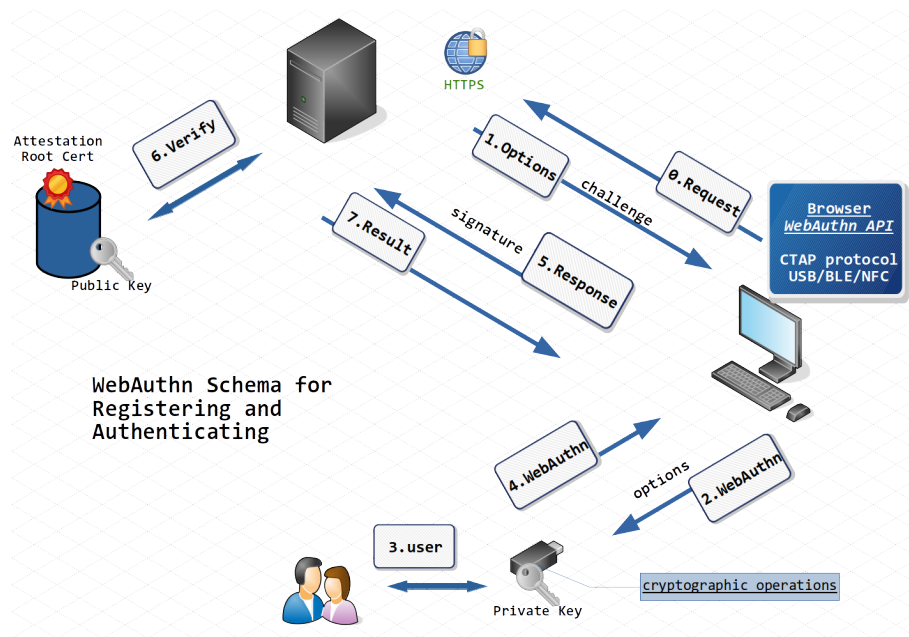 HTTPS
6.Verify
Attestation
Root Cert
1.Options
challenge
0.Request
Browser
WebAuthn API
CTAP protocol
USB/BLE/NFC
7.Result
signature
5.Response
Public Key
WebAuthn Schema for
Registering and
Authenticating
4.WebAuthn
options
2.WebAuthn
3.user
cryptographic operations
Private Key